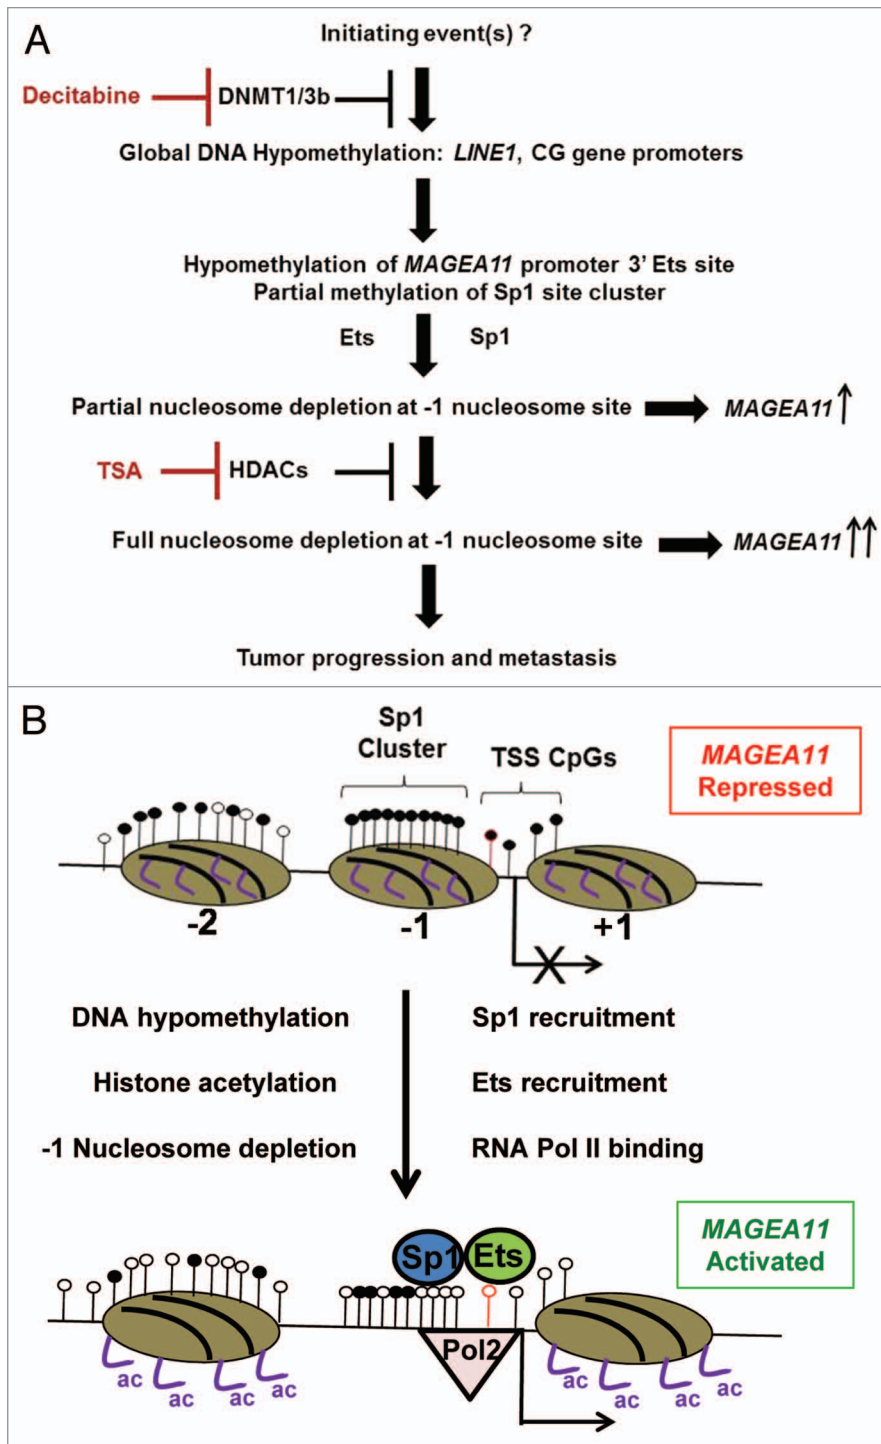 A
Initiating event(s) ?
Decitabine DNMT1/3b
Global DNA Hypomethylation: LINE1, CG gene promoters
Hypomethylation of MAGEA11 promoter 3' Ets site
Partial methylation of Sp1 site cluster
Ets Sp1
Partial nucleosome depletion at -1 nucleosome site MAGEA11
TSA HDACs
Full nucleosome depletion at -1 nucleosome site MAGEA11
Tumor progression and metastasis
B
Sp1
Cluster
TSS CpGs
MAGEA11
Repressed
-2 -1 +1
X
DNA hypomethylation Sp1 recruitment
Histone acetylation Ets recruitment
-1 Nucleosome depletion RNA Pol II binding
MAGEA11
Activated
Sp1 Ets
Pol2
ac ac ac ac ac ac ac ac